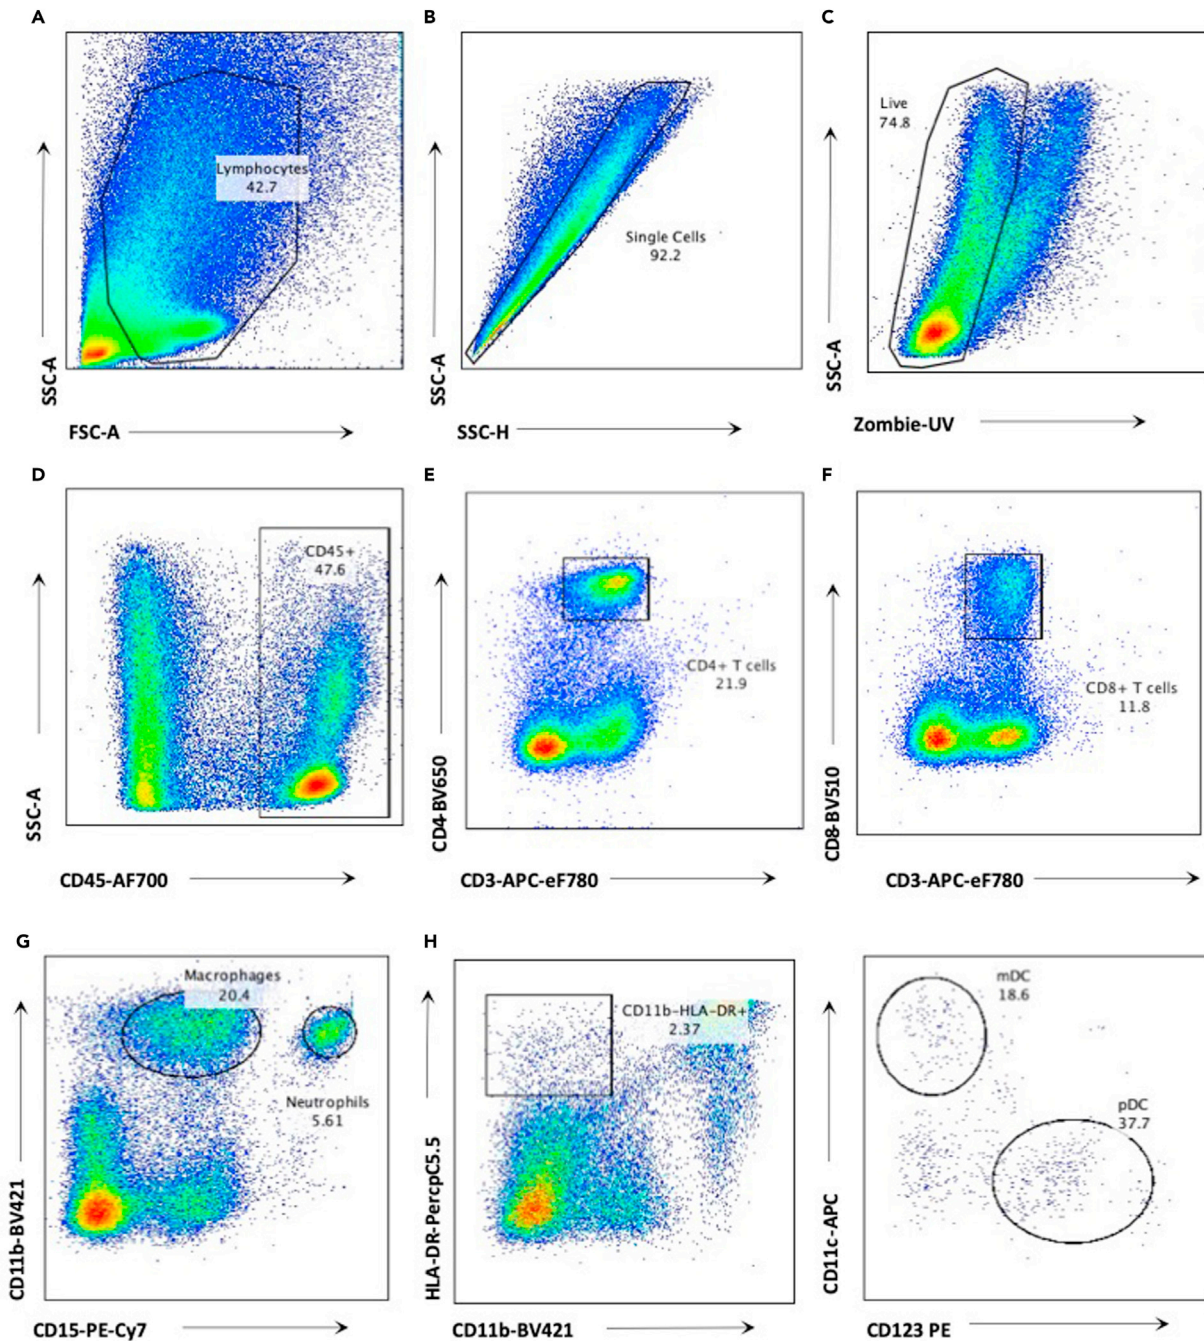 A
B
C
Lymphocytes
42.7
Single Cells
92.2
Live
74.8
SSC-A
FSC-A
SSC-A
SSC-H
SSC-A
Zombie-UV
D
E
F
CD45+
47.6
CD4+ T cells
21.9
CD8+ T cells
11.8
SSC-A
CD45-AF700
CD4-BV650
CD3-APC-eF780
CD8-BV510
CD3-APC-eF780
G
H
Macrophages
20.4
Neutrophils
5.61
CD11b-HLA-DR+
2.37
mDC
18.6
pDC
37.7
CD11b-BV421
CD15-PE-Cy7
HLA-DR-PercpC5.5
CD11b-BV421
CD11c-APC
CD123 PE